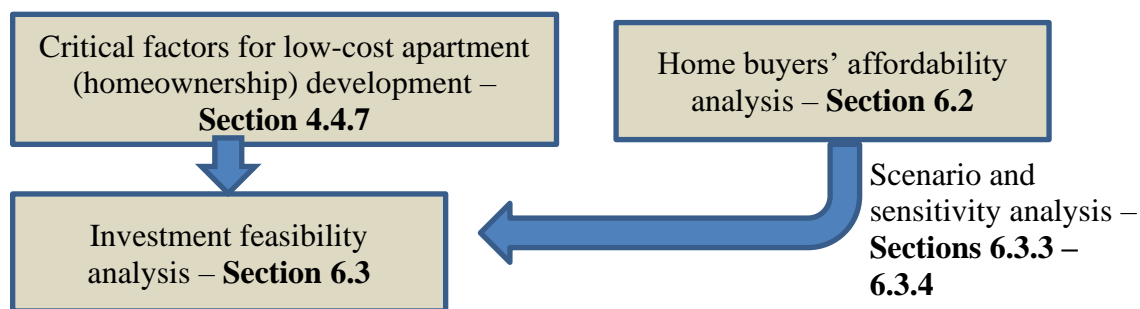 Critical factors for low-cost apartment
(homeownership) development –
Section 4.4.7
Home buyers’ affordability
analysis – Section 6.2
Scenario and
sensitivity analysis –
Sections 6.3.3 –
6.3.4
Investment feasibility
analysis – Section 6.3